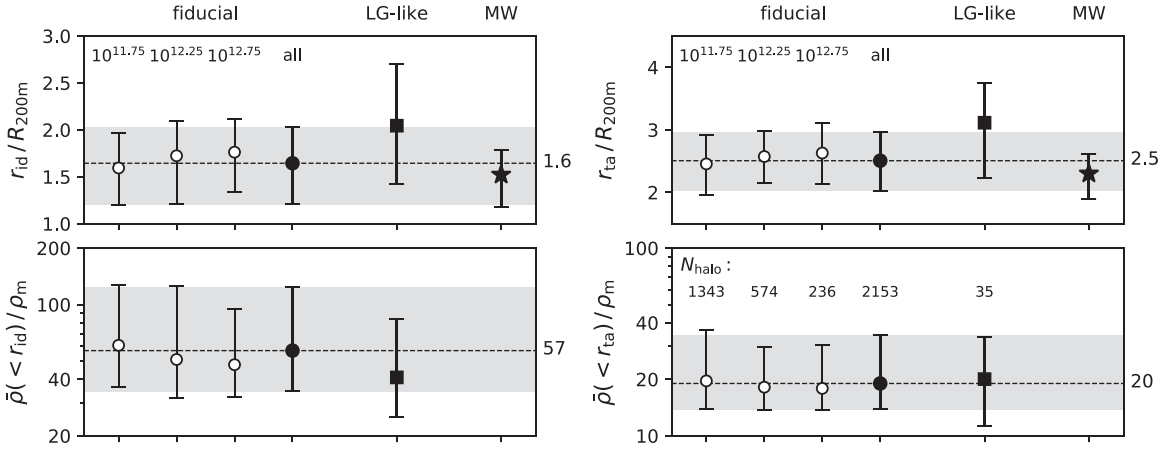 fiducial LG-like MW
3.0 10^11.75 10^12.25 10^12.75 all
2.5
2.0
1.5
1.0
r_id / R_200m
1.6
200
100
40
20
ρ̄(< r_id) / ρ_m
57
fiducial LG-like MW
10^11.75 10^12.25 10^12.75 all
4
3
2
r_ta / R_200m
2.5
100
40
20
10
ρ̄(< r_ta) / ρ_m
N_halo :
1343 574 236 2153 35
20